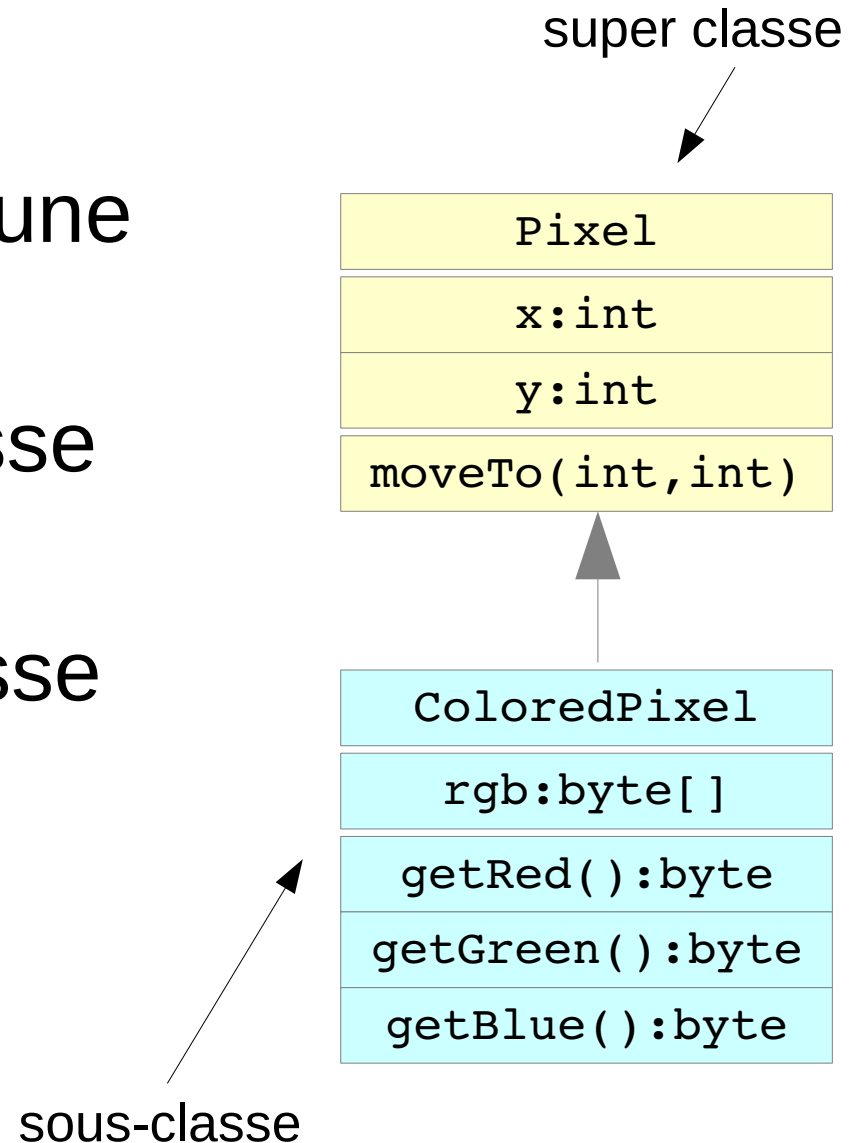 super classe
une
sse
sse
Pixel
x:int
y:int
moveTo(int,int)
ColoredPixel
rgb:byte[]
getRed():byte
getGreen():byte
getBlue():byte
sous-classe